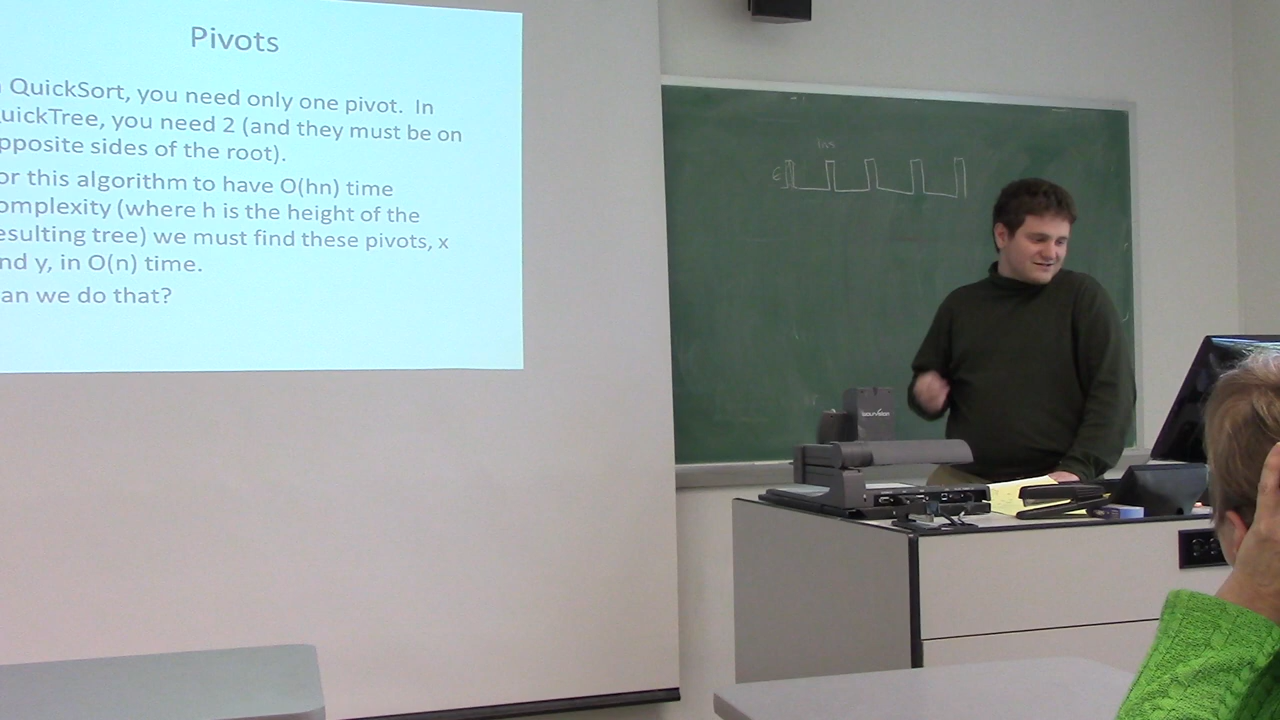 Pivots
QuickSort, you need only one pivot. In
uickTree, you need 2 (and they must be on
pposite sides of the root).
or this algorithm to have O(hn) time
omplexity (where h is the height of the
esulting tree) we must find these pivots, x
nd y, in O(n) time.
an we do that?